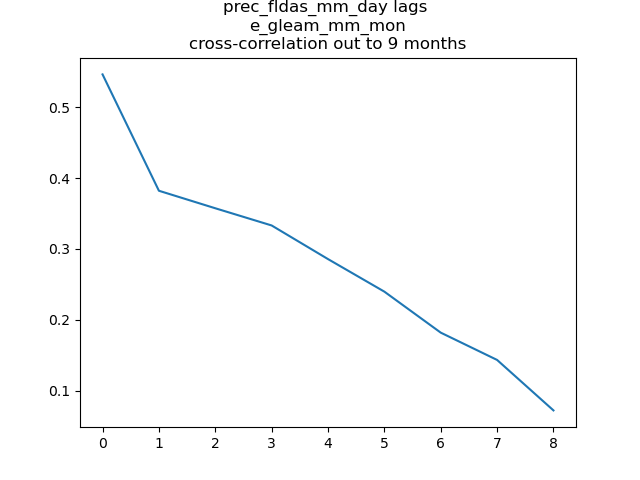 prec_fldas_mm_day lags
e_gleam_mm_mon
cross-correlation out to 9 months
0.5
0.4
0.3
0.2
0.1
0 1 2 3 4 5 6 7 8